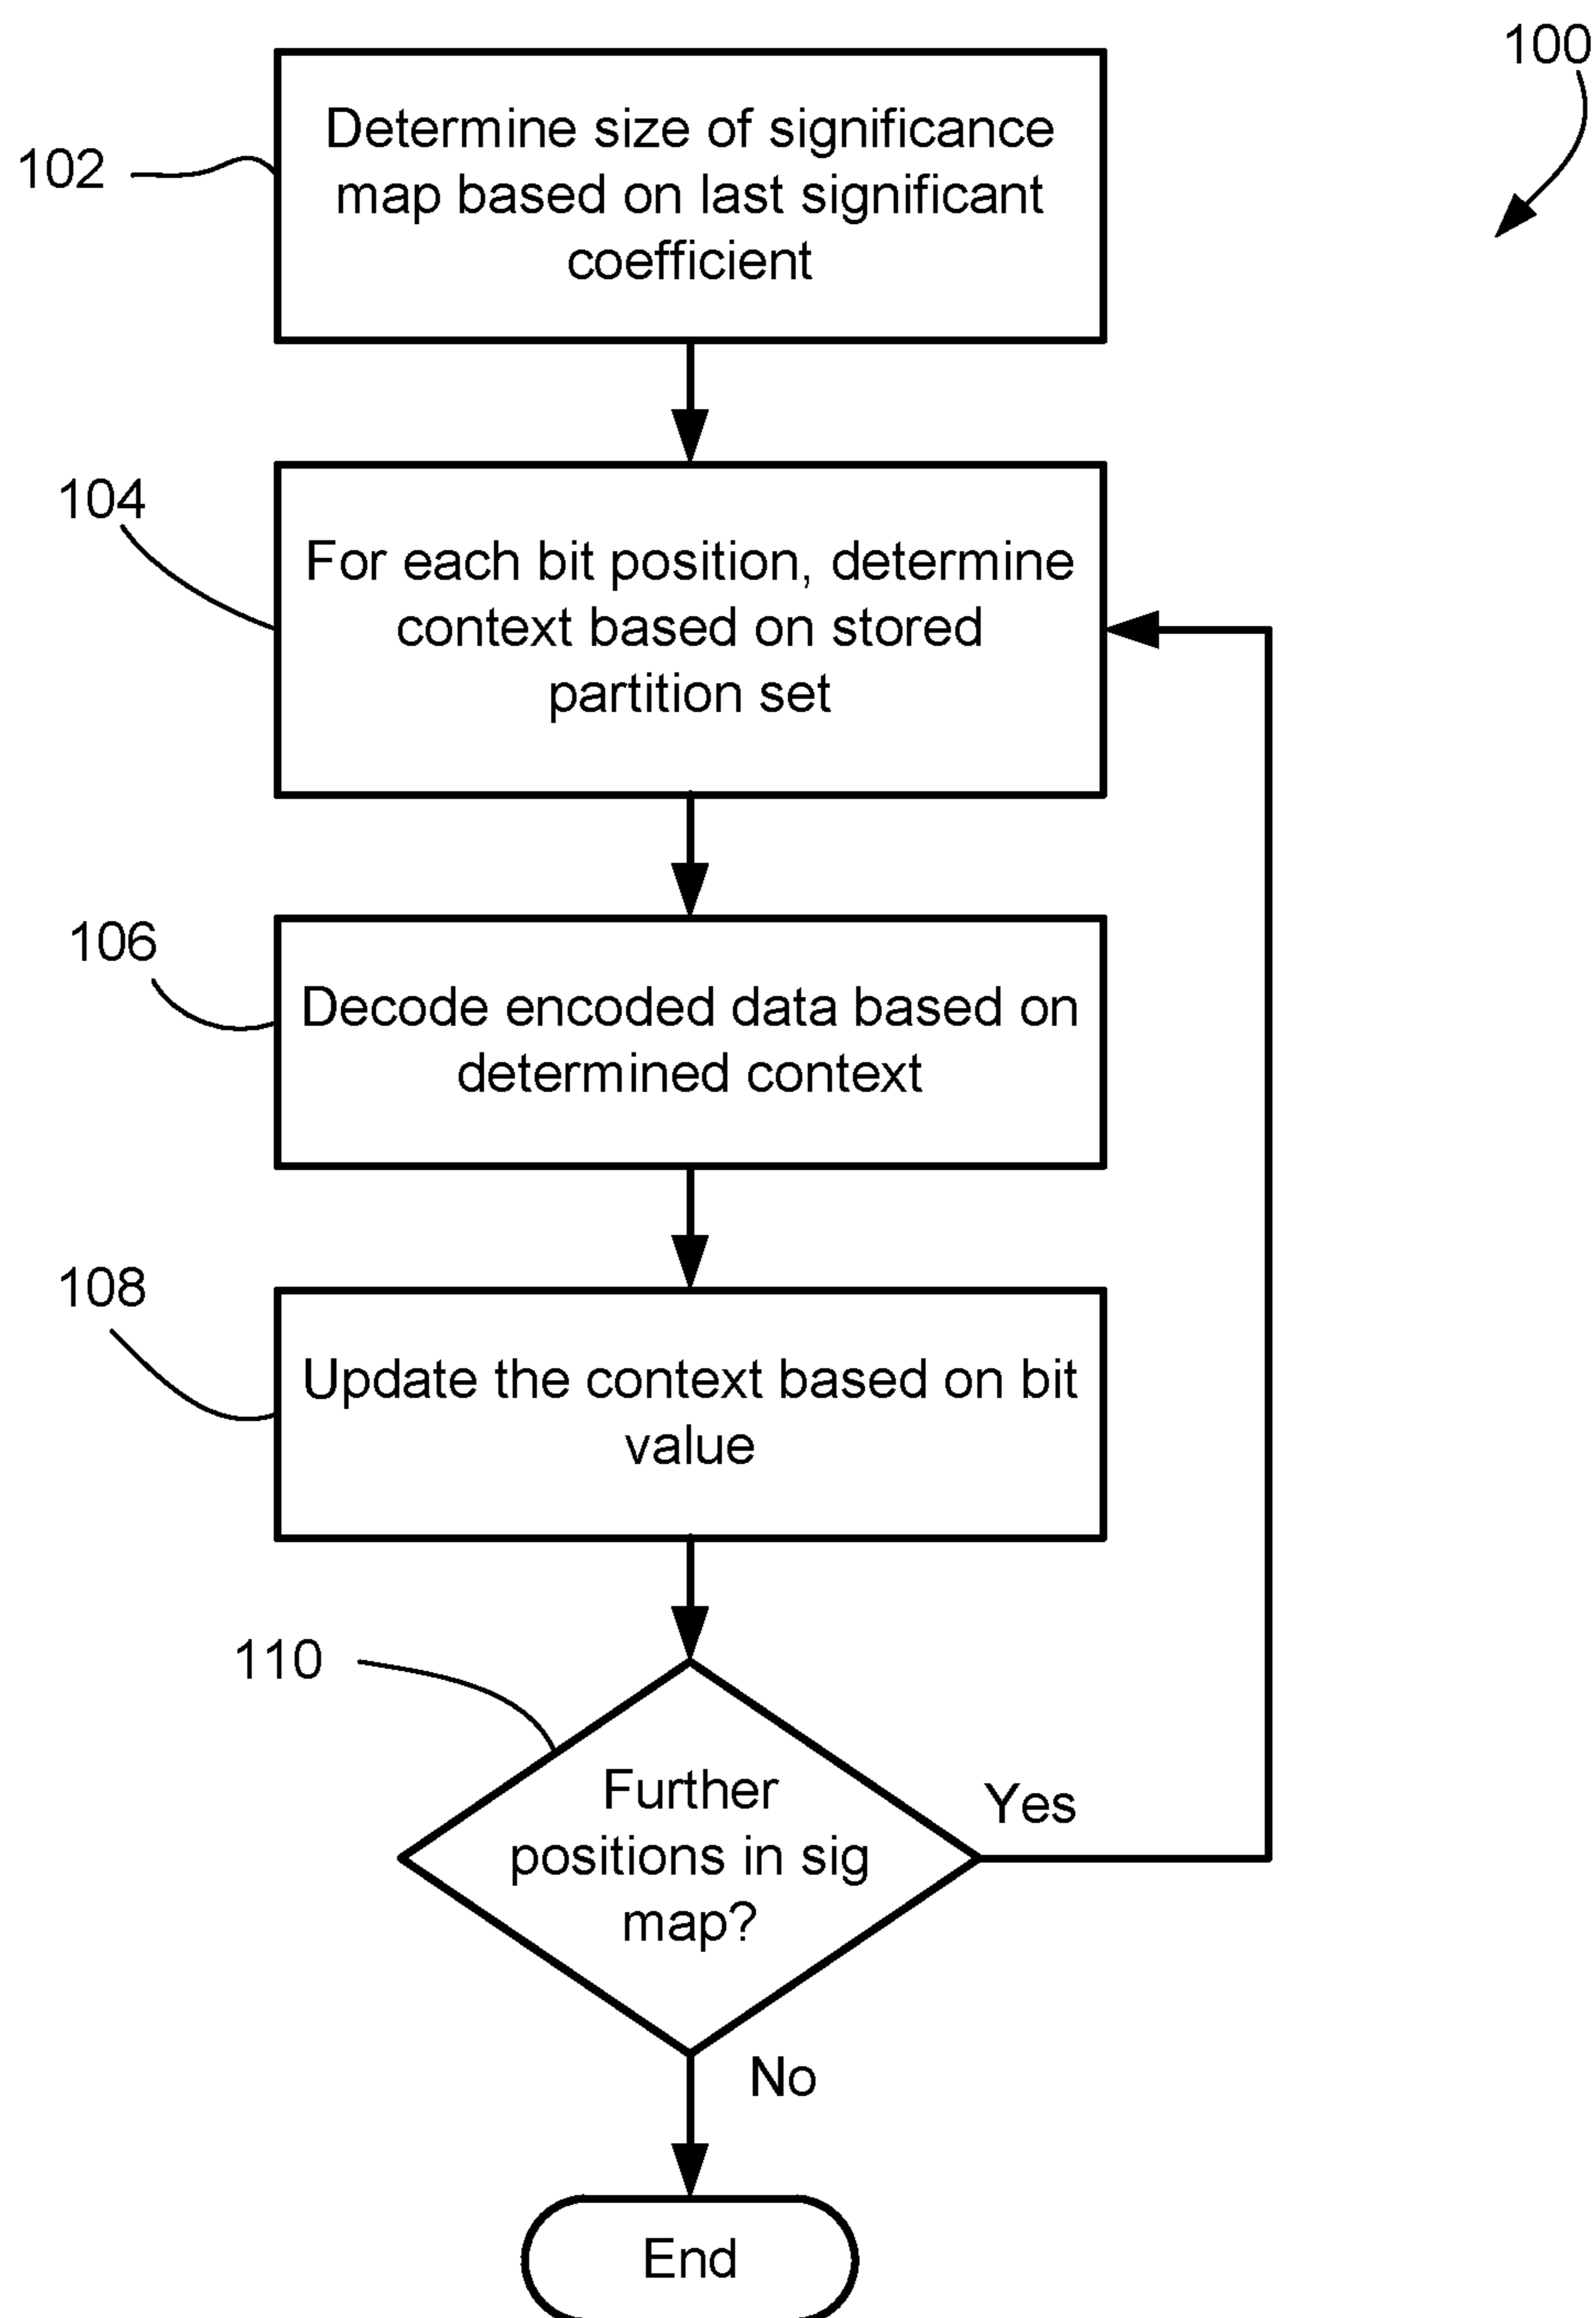 100
102
Determine size of significance
map based on last significant
coefficient
104
For each bit position, determine
context based on stored
partition set
106
Decode encoded data based on
determined context
108
Update the context based on bit
value
110
Further
positions in sig
map?
Yes
No
End